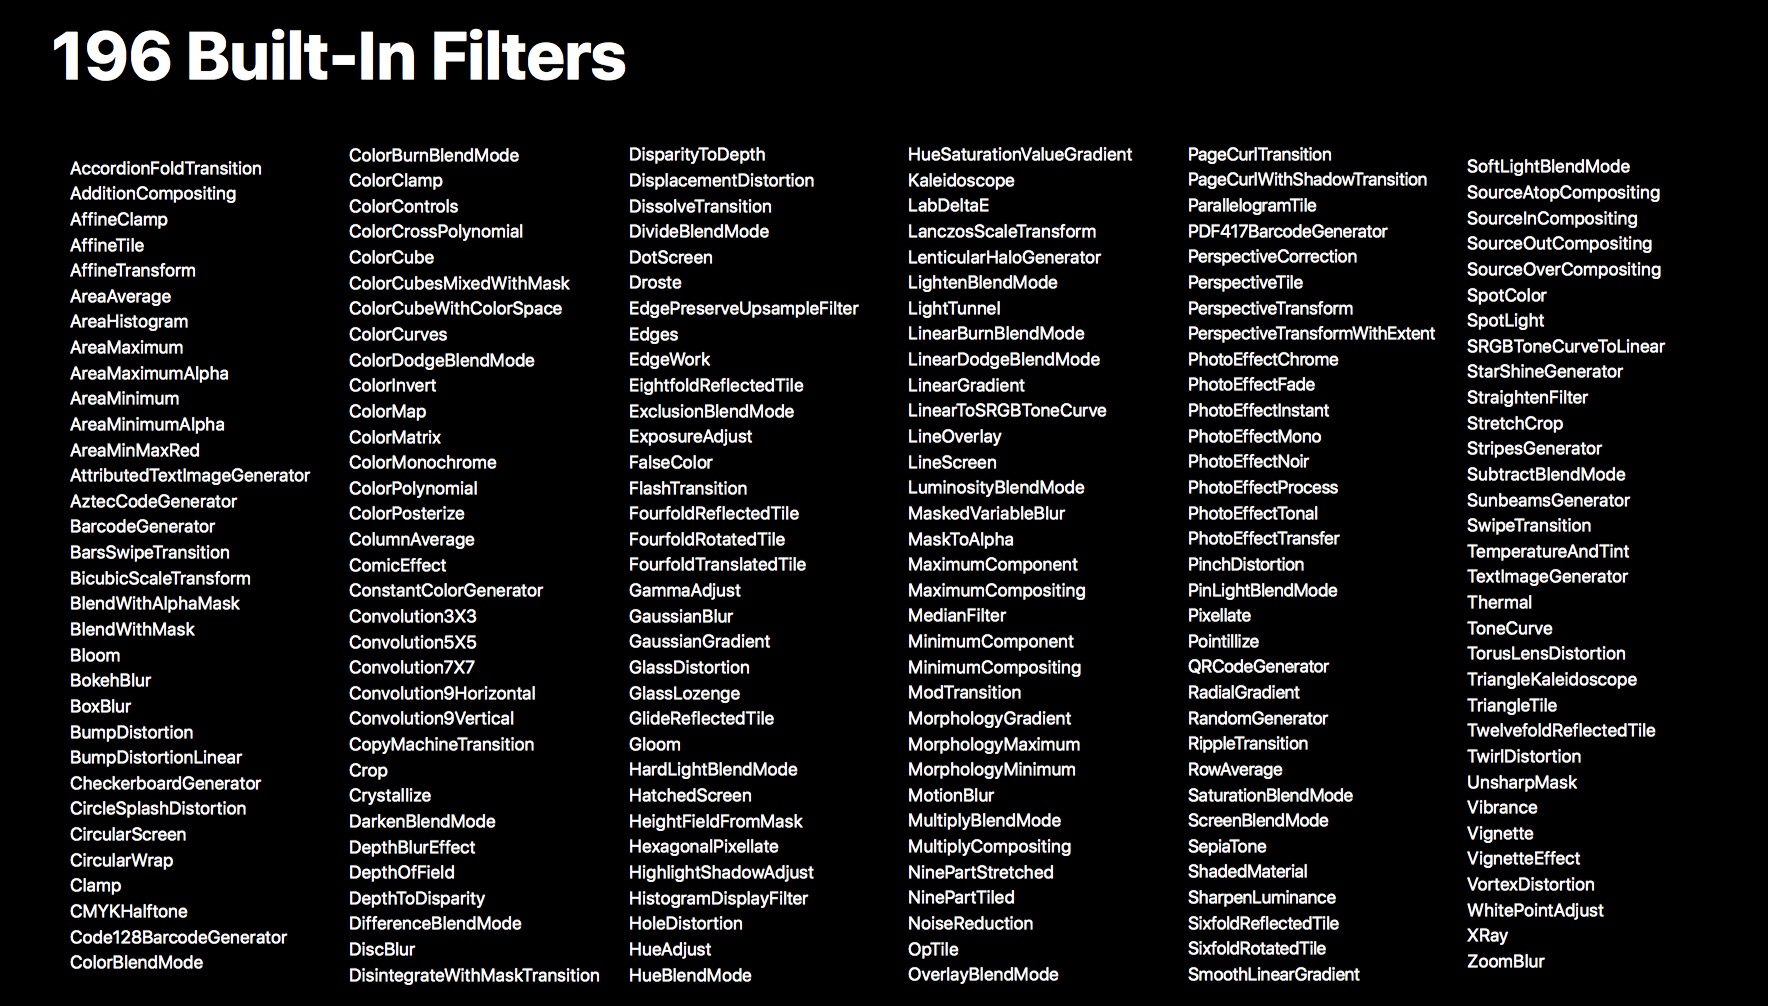 196 Built-In Filters
AccordionFoldTransition
AdditionCompositing
AffineClamp
AffineTile
AffineTransform
AreaAverage
AreaHistogram
AreaMaximum
AreaMaximumAlpha
AreaMinimum
AreaMinimumAlpha
AreaMinMaxRed
AttributedTextImageGenerator
AztecCodeGenerator
BarcodeGenerator
BarsSwipeTransition
BicubicScaleTransform
BlendWithAlphaMask
BlendWithMask
Bloom
BokehBlur
BoxBlur
BumpDistortion
BumpDistortionLinear
CheckerboardGenerator
CircleSplashDistortion
CircularScreen
CircularWrap
Clamp
CMYKHalftone
Code128BarcodeGenerator
ColorBlendMode
ColorBurnBlendMode
ColorClamp
ColorControls
ColorCrossPolynomial
ColorCube
ColorCubesMixedWithMask
ColorCubeWithColorSpace
ColorCurves
ColorDodgeBlendMode
ColorInvert
ColorMap
ColorMatrix
ColorMonochrome
ColorPolynomial
ColorPosterize
ColumnAverage
ComicEffect
ConstantColorGenerator
Convolution3X3
Convolution5X5
Convolution7X7
Convolution9Horizontal
Convolution9Vertical
CopyMachineTransition
Crop
Crystallize
DarkenBlendMode
DepthBlurEffect
DepthOfField
DepthToDisparity
DifferenceBlendMode
DiscBlur
DisintegrateWithMaskTransition
DisparityToDepth
DisplacementDistortion
DissolveTransition
DivideBlendMode
DotScreen
Droste
EdgePreserveUpsampleFilter
Edges
EdgeWork
EightfoldReflectedTile
ExclusionBlendMode
ExposureAdjust
FalseColor
FlashTransition
FourfoldReflectedTile
FourfoldRotatedTile
FourfoldTranslatedTile
GammaAdjust
GaussianBlur
GaussianGradient
GlassDistortion
GlassLozenge
GlideReflectedTile
Gloom
HardLightBlendMode
HatchedScreen
HeightFieldFromMask
HexagonalPixellate
HighlightShadowAdjust
HistogramDisplayFilter
HoleDistortion
HueAdjust
HueBlendMode
HueSaturationValueGradient
Kaleidoscope
LabDeltaE
LanczosScaleTransform
LenticularHaloGenerator
LightenBlendMode
LightTunnel
LinearBurnBlendMode
LinearDodgeBlendMode
LinearGradient
LinearToSRGBToneCurve
LineOverlay
LineScreen
LuminosityBlendMode
MaskedVariableBlur
MaskToAlpha
MaximumComponent
MaximumCompositing
MedianFilter
MinimumComponent
MinimumCompositing
ModTransition
MorphologyGradient
MorphologyMaximum
MorphologyMinimum
MotionBlur
MultiplyBlendMode
MultiplyCompositing
NinePartStretched
NinePartTiled
NoiseReduction
OpTile
OverlayBlendMode
PageCurlTransition
PageCurlWithShadowTransition
ParallelogramTile
PDF417BarcodeGenerator
PerspectiveCorrection
PerspectiveTile
PerspectiveTransform
PerspectiveTransformWithExtent
PhotoEffectChrome
PhotoEffectFade
PhotoEffectInstant
PhotoEffectMono
PhotoEffectNoir
PhotoEffectProcess
PhotoEffectTonal
PhotoEffectTransfer
PinchDistortion
PinLightBlendMode
Pixellate
Pointillize
QRCodeGenerator
RadialGradient
RandomGenerator
RippleTransition
RowAverage
SaturationBlendMode
ScreenBlendMode
SepiaTone
ShadedMaterial
SharpenLuminance
SixfoldReflectedTile
SixfoldRotatedTile
SmoothLinearGradient
SoftLightBlendMode
SourceAtopCompositing
SourceInCompositing
SourceOutCompositing
SourceOverCompositing
SpotColor
SpotLight
SRGBToneCurveToLinear
StarShineGenerator
StraightenFilter
StretchCrop
StripesGenerator
SubtractBlendMode
SunbeamsGenerator
SwipeTransition
TemperatureAndTint
TextImageGenerator
Thermal
ToneCurve
TorusLensDistortion
TriangleKaleidoscope
TriangleTile
TwelvefoldReflectedTile
TwirlDistortion
UnsharpMask
Vibrance
Vignette
VignetteEffect
VortexDistortion
WhitePointAdjust
XRay
ZoomBlur